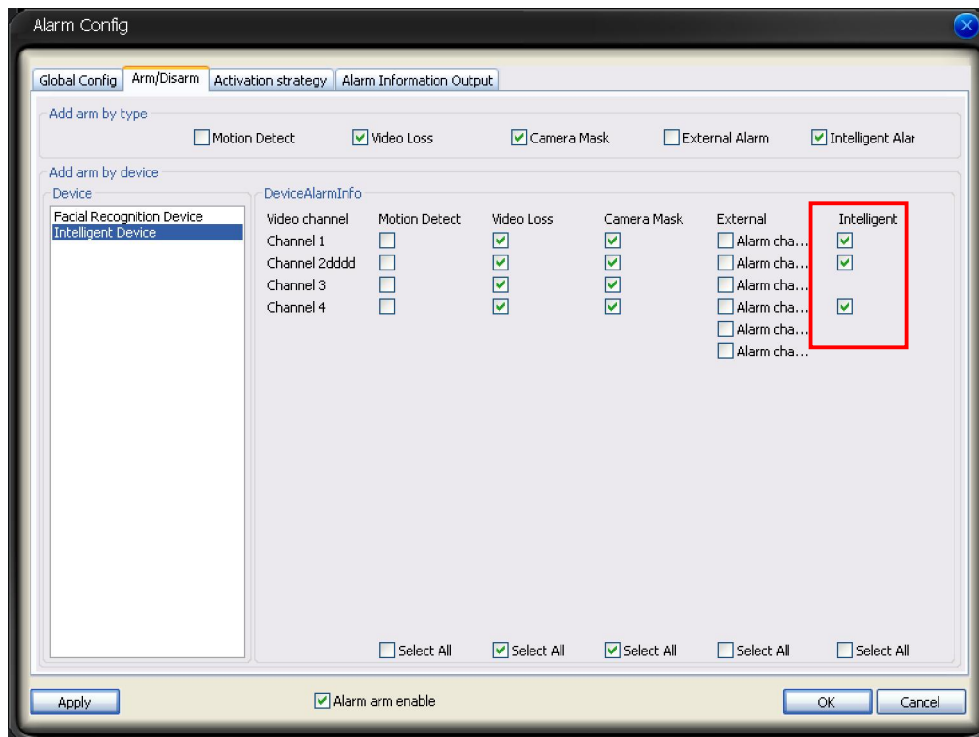 Alarm Config
Global Config Arm/Disarm Activation strategy Alarm Information Output
Add arm by type
Motion Detect Video Loss Camera Mask External Alarm Intelligent Alar
Add arm by device
Device DeviceAlarmInfo
Facial Recognition Device
Intelligent Device
Video channel Motion Detect Video Loss Camera Mask External Intelligent
Channel 1 Alarm cha...
Channel 2dddd Alarm cha...
Channel 3 Alarm cha...
Channel 4 Alarm cha...
Alarm cha...
Alarm cha...
Select All Select All Select All Select All Select All
Apply Alarm arm enable OK Cancel